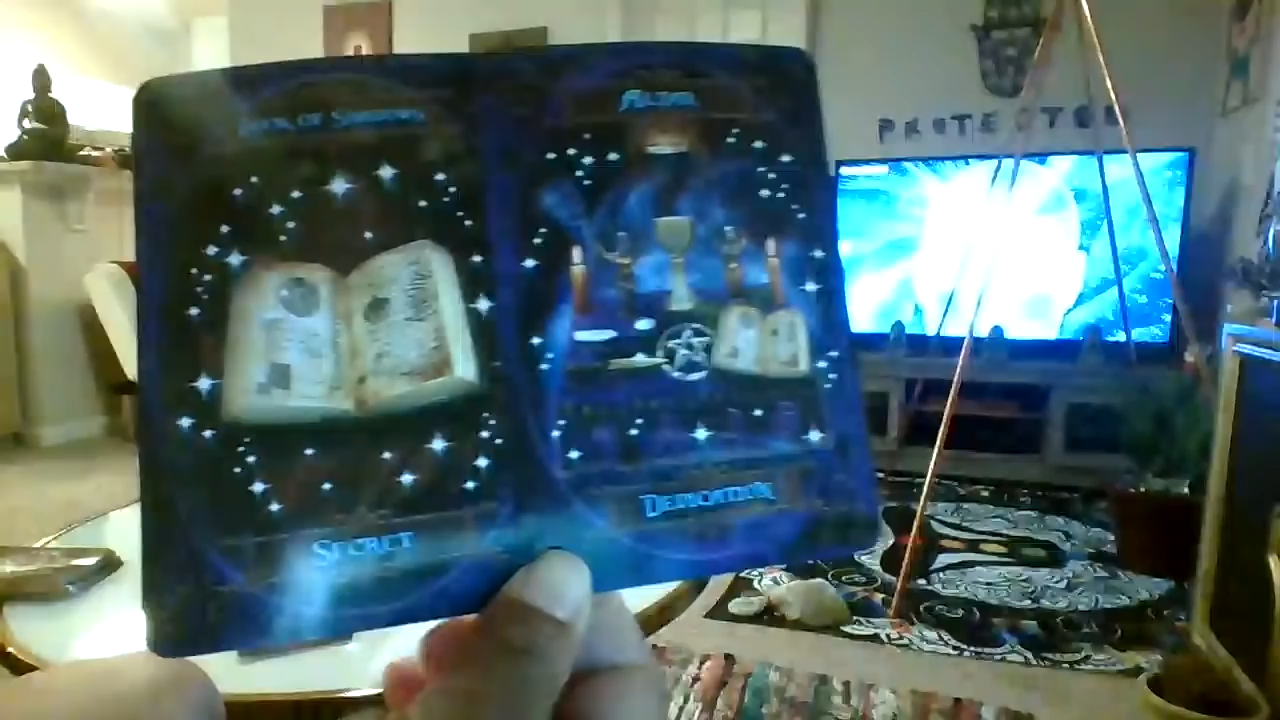 BOOK OF SHADOWS
ALTAR
PROTECTOR
SECRET
DEDICATION